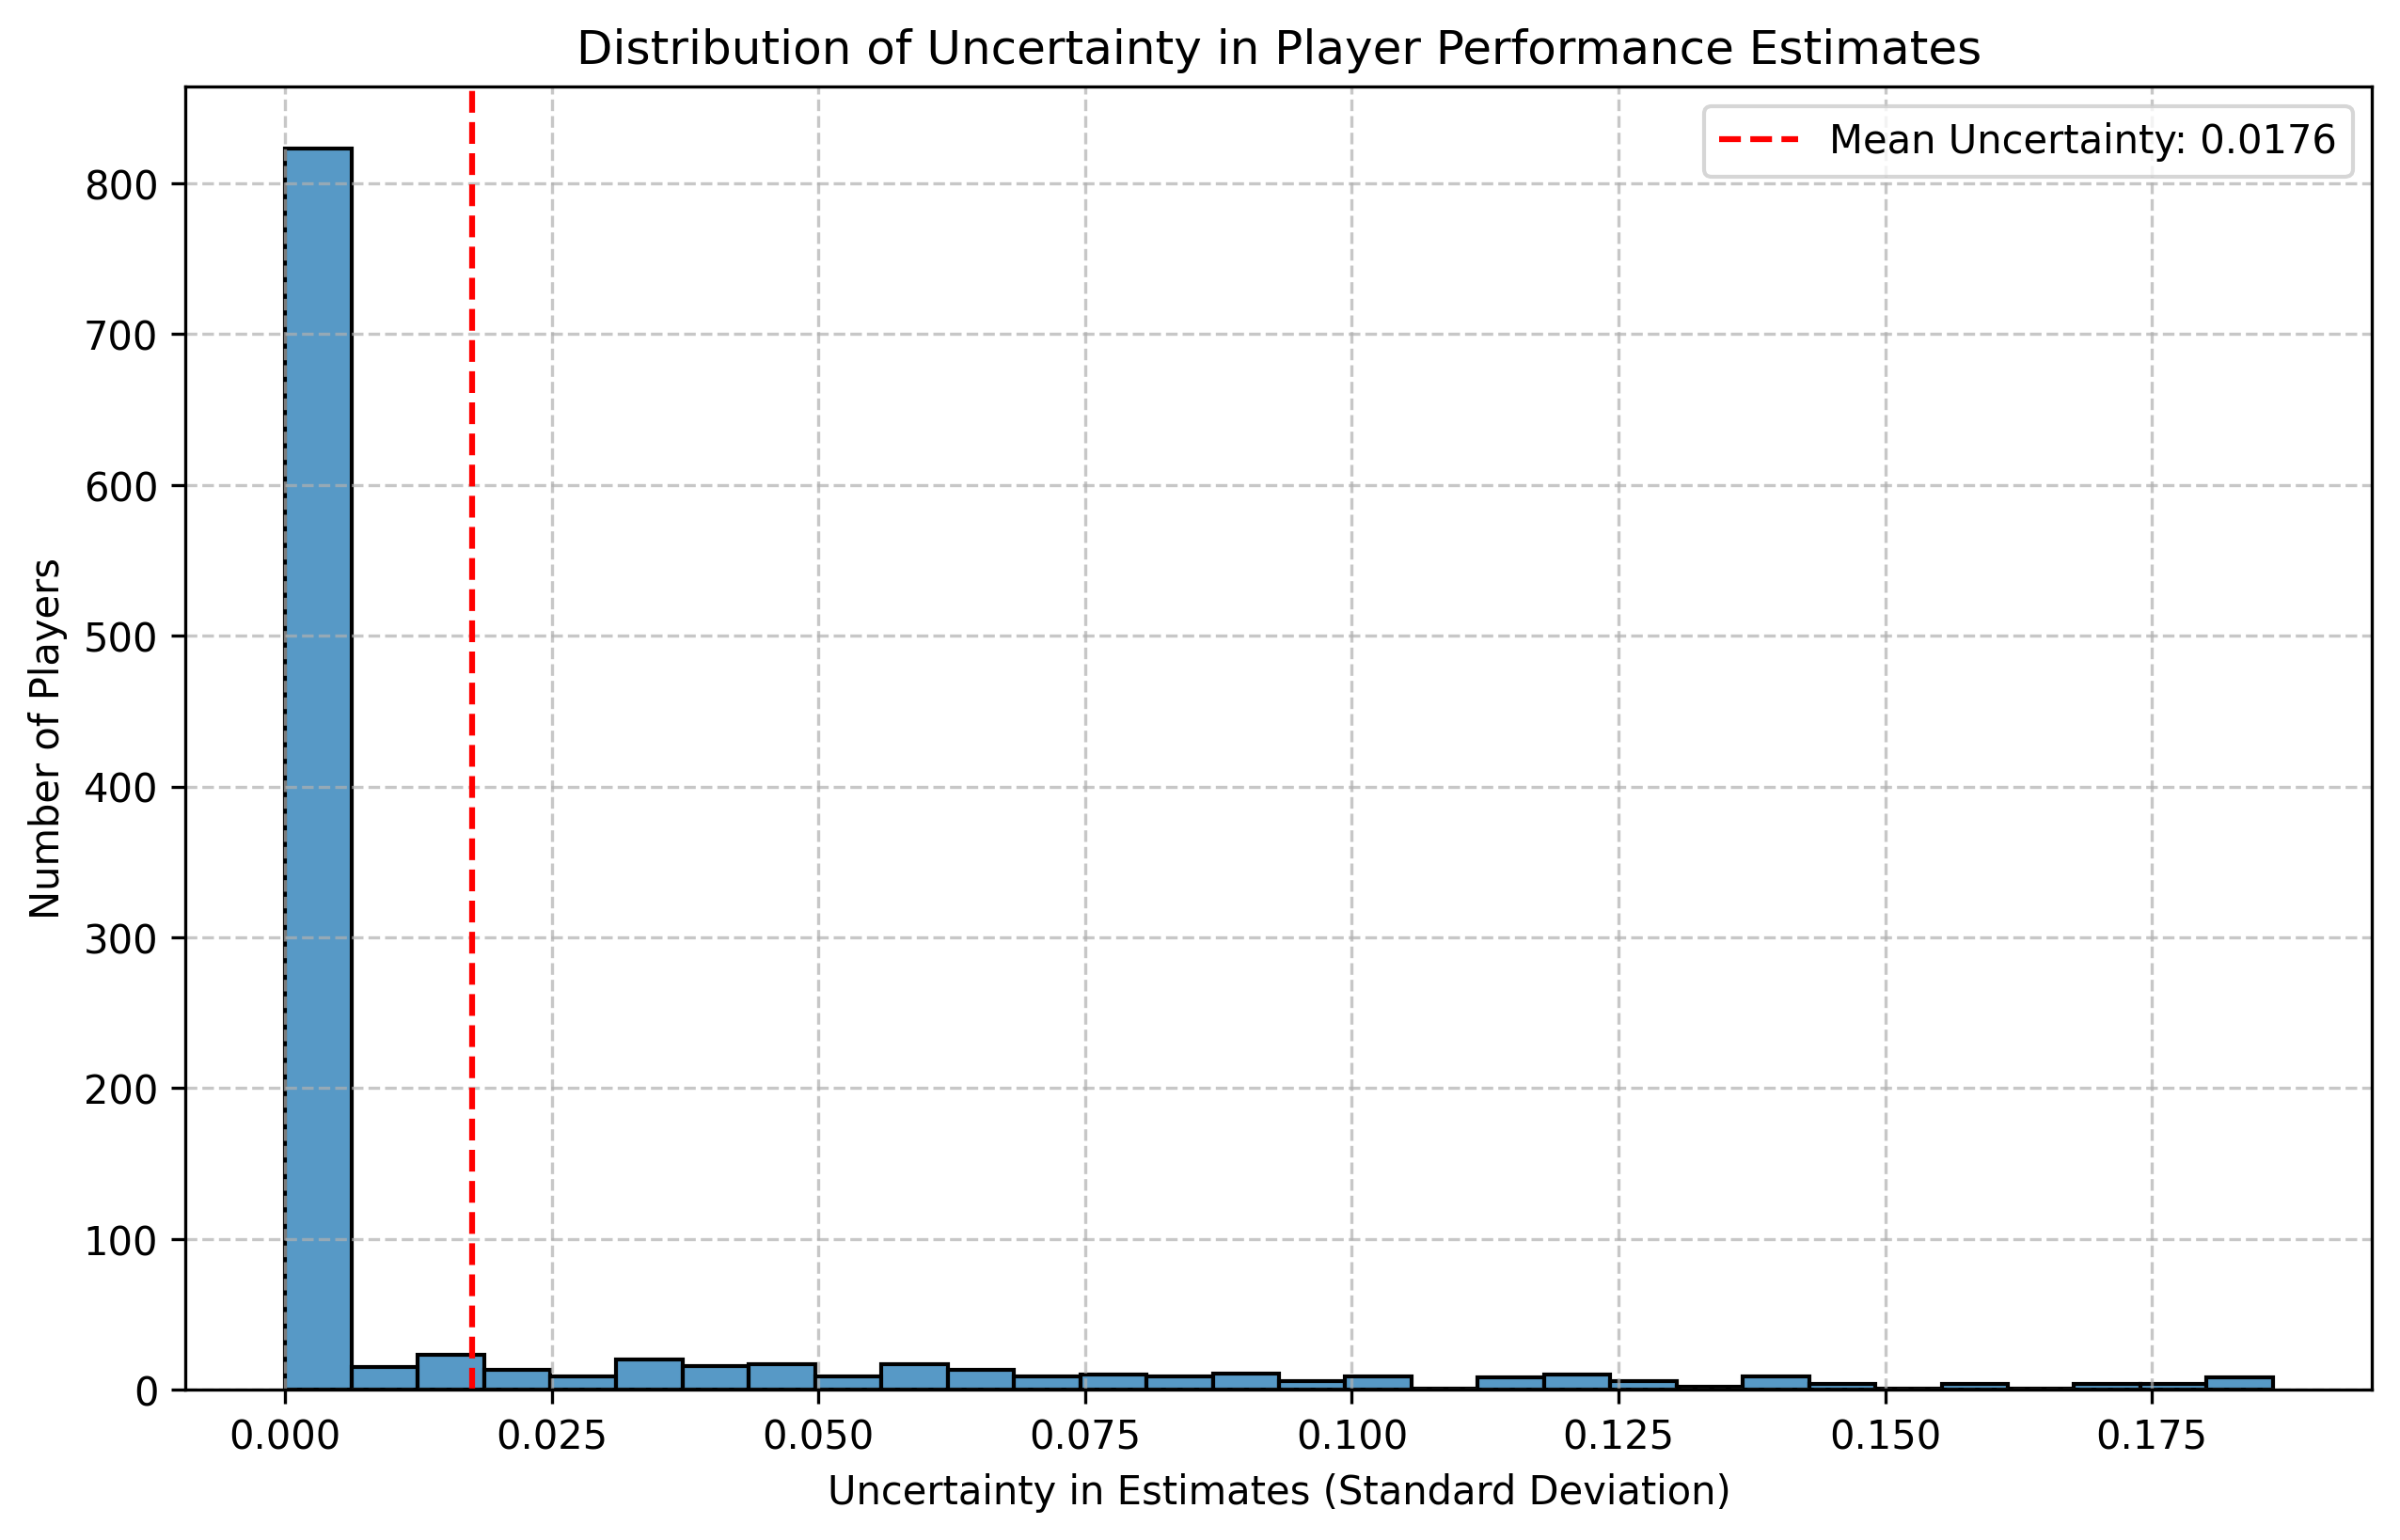 Distribution of Uncertainty in Player Performance Estimates
Mean Uncertainty: 0.0176
Number of Players
800
700
600
500
400
300
200
100
0
0.000 0.025 0.050 0.075 0.100 0.125 0.150 0.175
Uncertainty in Estimates (Standard Deviation)